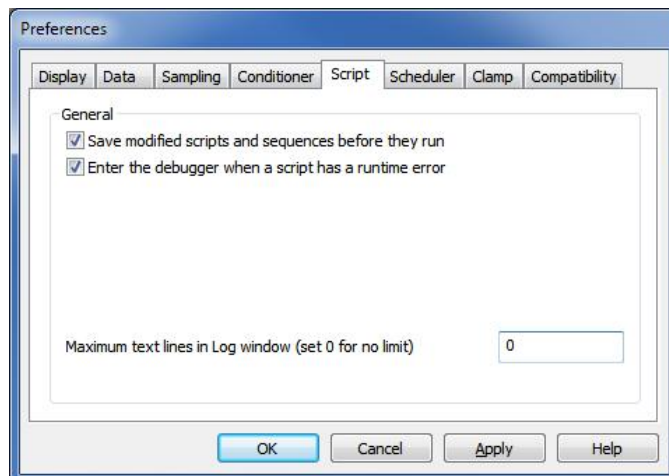 Preferences
Display Data Sampling Conditioner Script Scheduler Clamp Compatibility
General
Save modified scripts and sequences before they run
Enter the debugger when a script has a runtime error
Maximum text lines in Log window (set 0 for no limit) 0
OK Cancel Apply Help